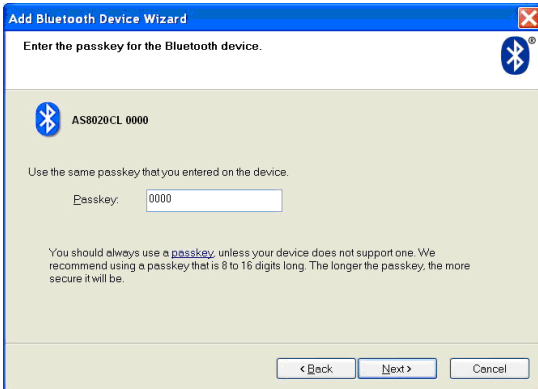 Add Bluetooth Device Wizard
Enter the passkey for the Bluetooth device.
®
AS8020CL 0000
Use the same passkey that you entered on the device.
Passkey: 0000
You should always use a passkey, unless your device does not support one. We
recommend using a passkey that is 8 to 16 digits long. The longer the passkey, the more
secure it will be.
< Back Next > Cancel